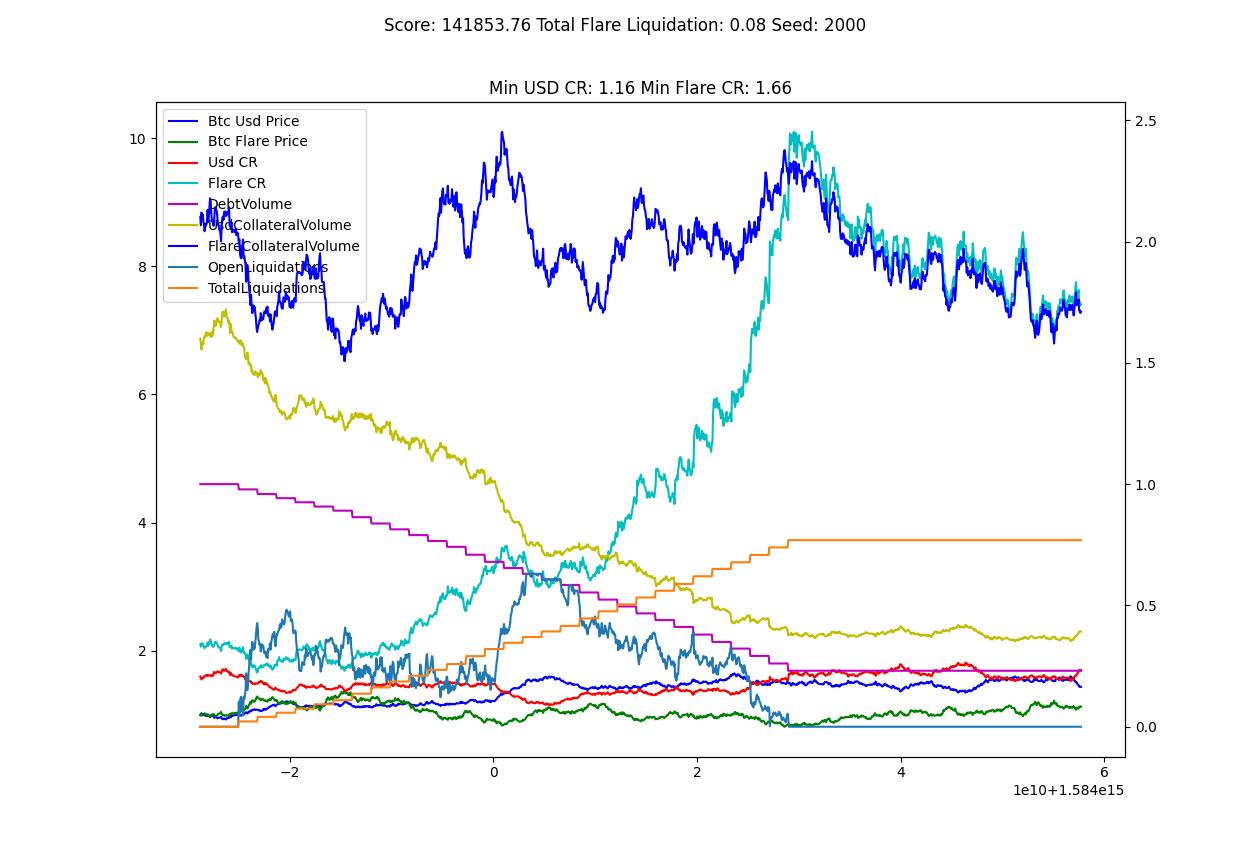 Score: 141853.76 Total Flare Liquidation: 0.08 Seed: 2000
Min USD CR: 1.16 Min Flare CR: 1.66
Btc Usd Price
Btc Flare Price
Usd CR
Flare CR
DebtVolume
UsdCollateralVolume
FlareCollateralVolume
OpenLiquidations
TotalLiquidations
10
8
6
4
2
2.5
2.0
1.5
1.0
0.5
0.0
−2 0 2 4 6
1e10+1.584e15